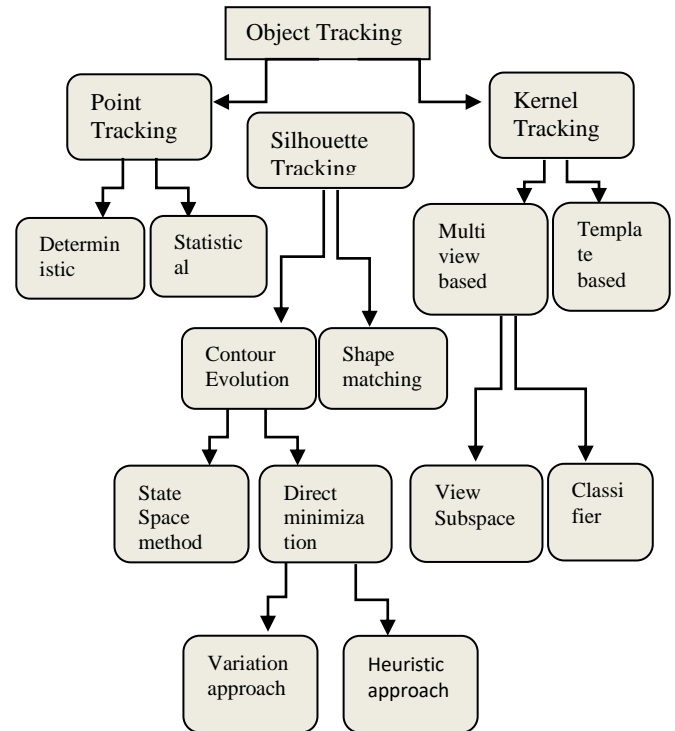 Object Tracking
Point
Tracking
Silhouette
Tracking
Kernel
Tracking
Determin
istic
Statistic
al
Multi
view
based
Templa
te
based
Contour
Evolution
Shape
matching
State
Space
method
Direct
minimiza
tion
View
Subspace
Classi
fier
Variation
approach
Heuristic
approach